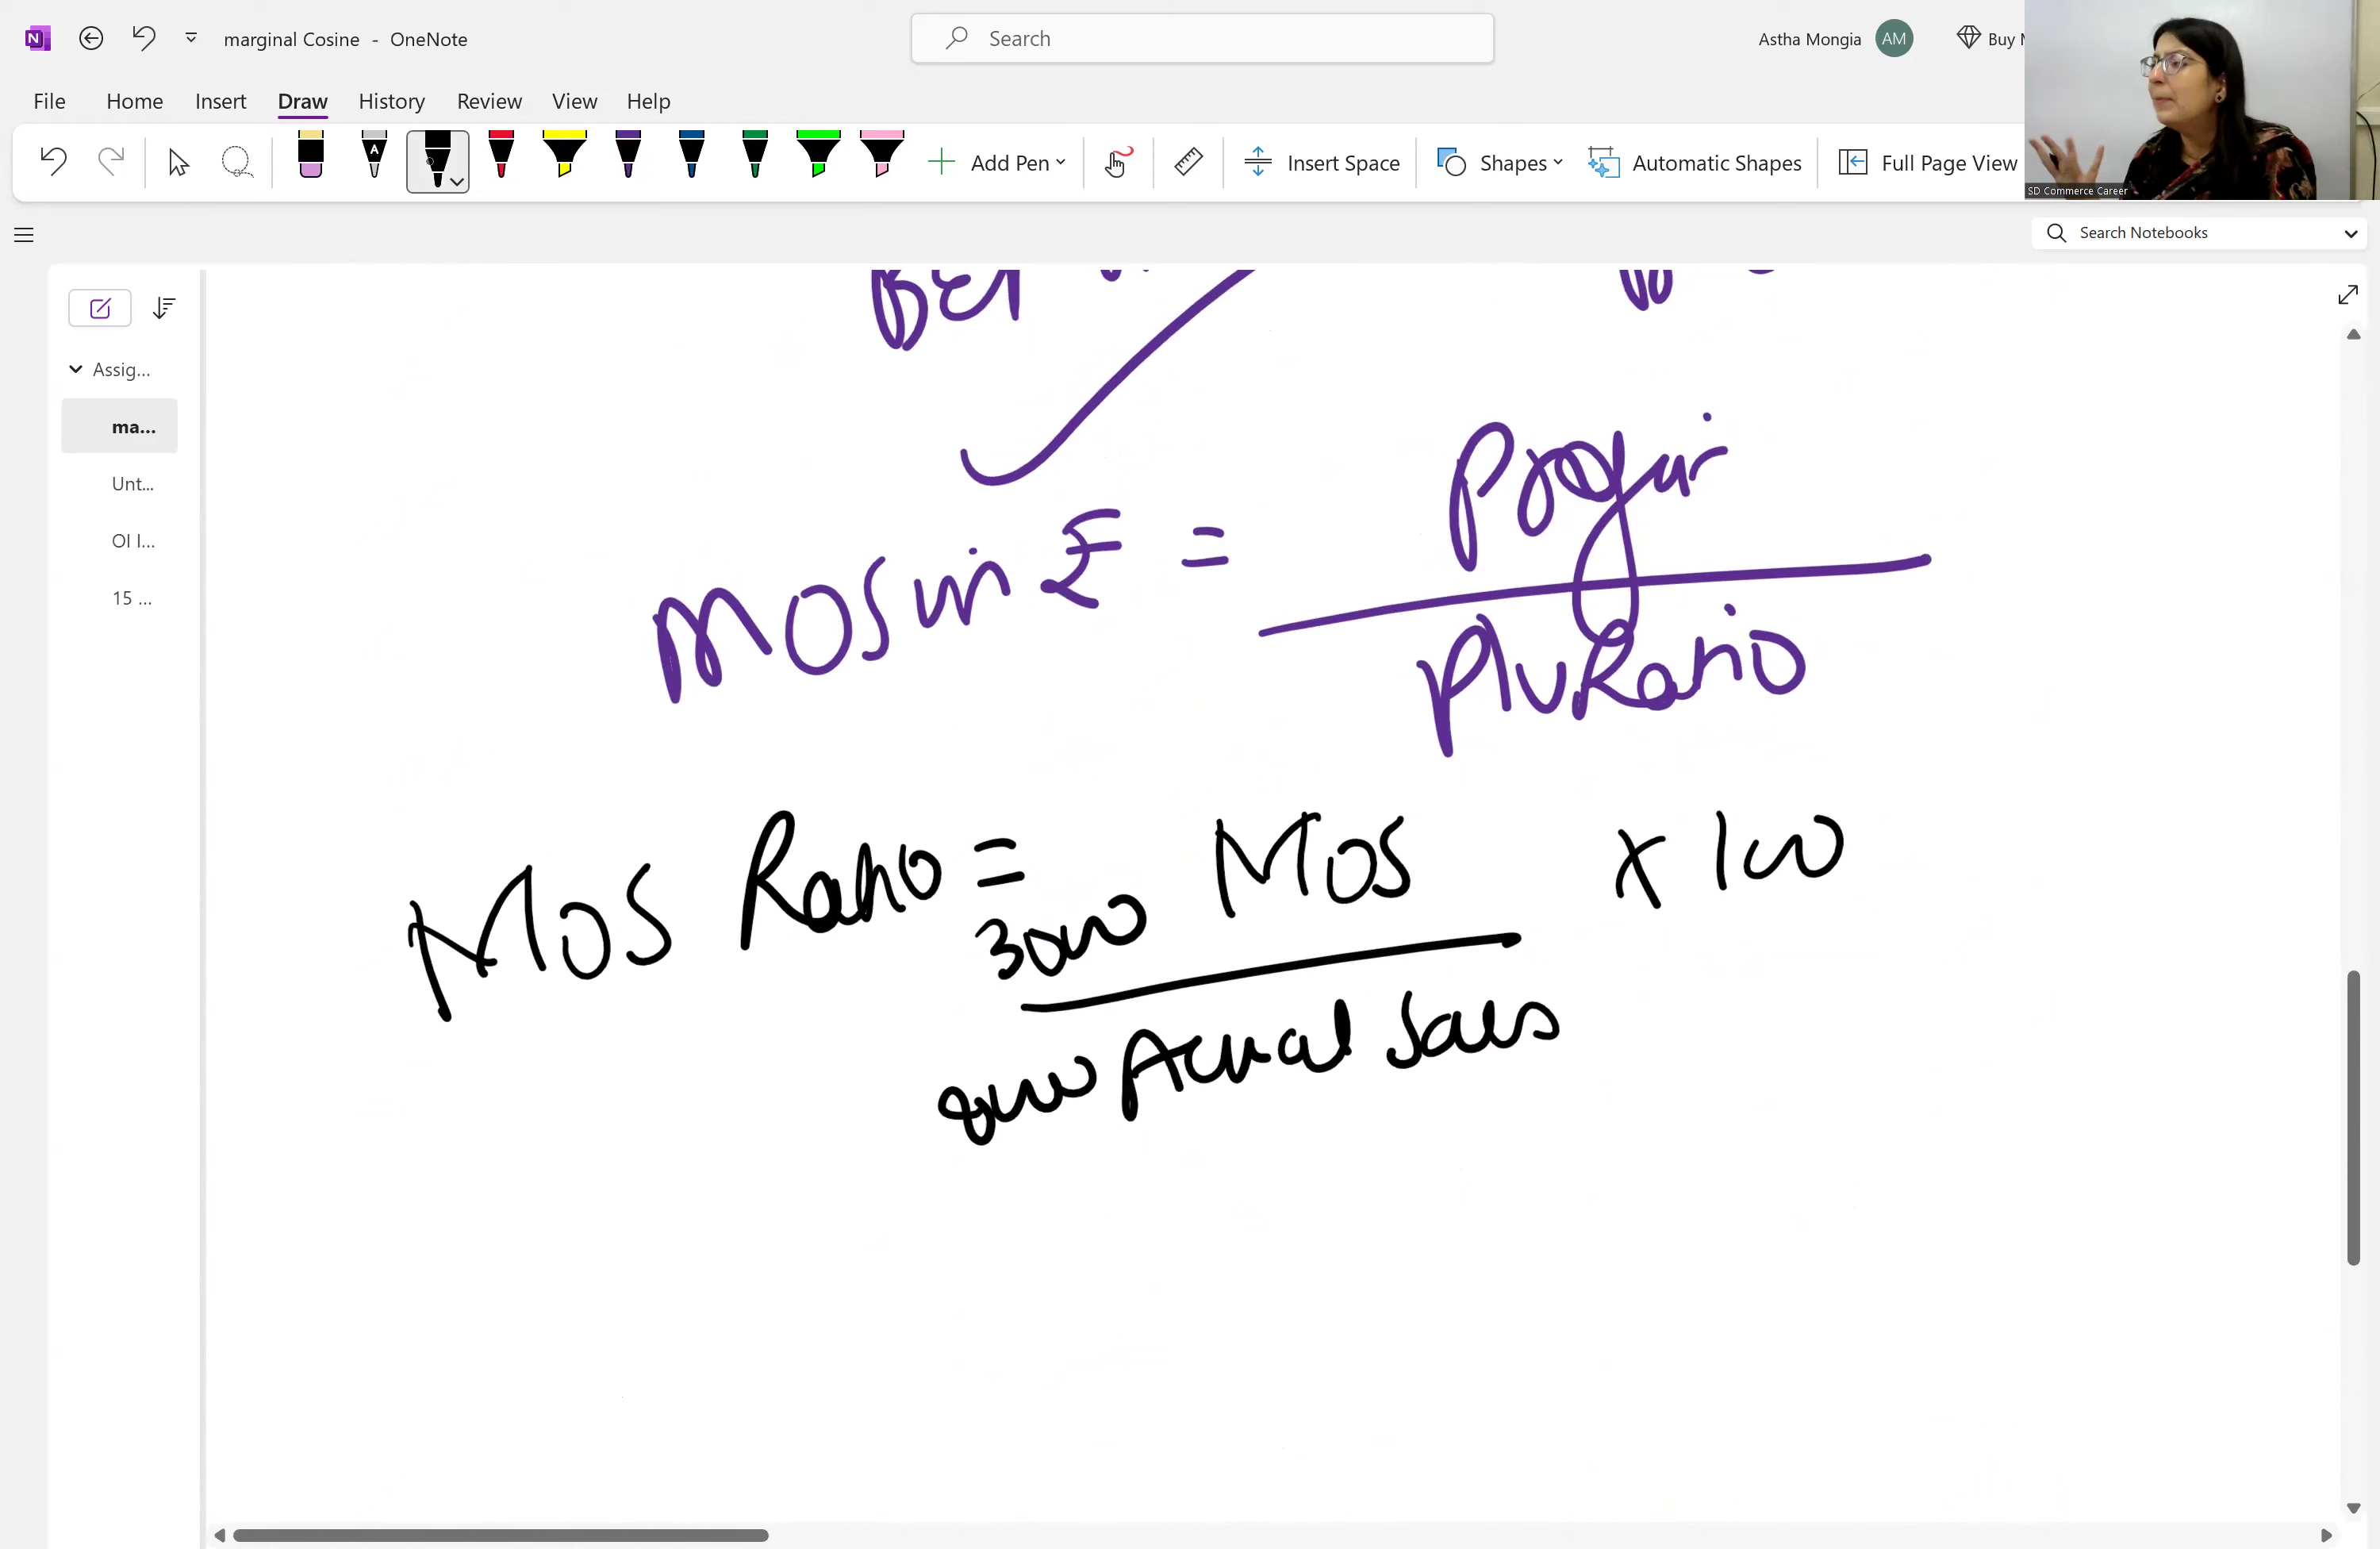 marginal Cosine - OneNote
Search
Astha Mongia AM Buy
File Home Insert Draw History Review View Help
Add Pen Insert Space Shapes Automatic Shapes Full Page View
SD Commerce Career
Search Notebooks
Assig...
ma...
Unt...
OI I...
15 ...
MOS in ₹ =
Profit
P/v Ratio
MOS Ratio = 3000 MOS x 100
Actual Sales